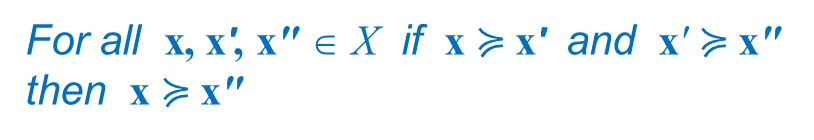 For all x, x', x'' ∈ X if x ≽ x' and x' ≽ x''
then x ≽ x''